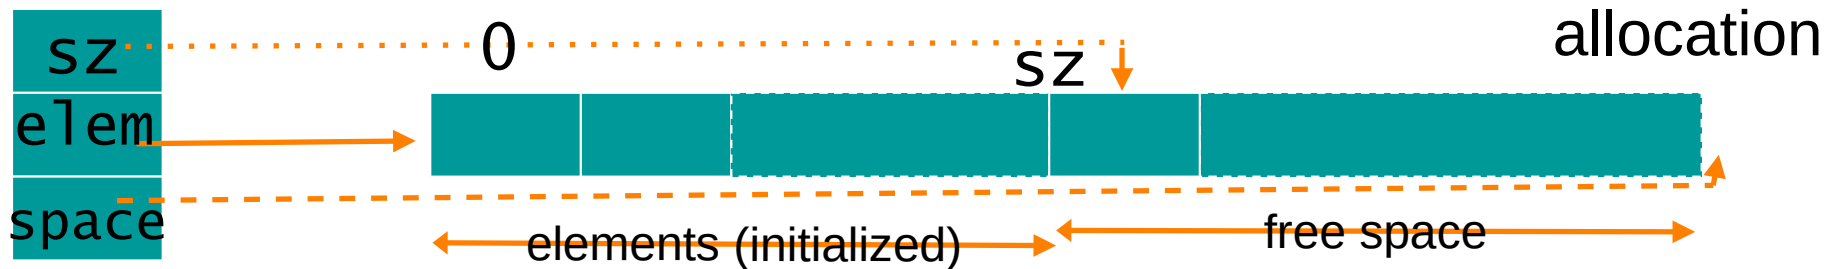 allocation
sz
0
sz
elem
space
elements (initialized)
free space